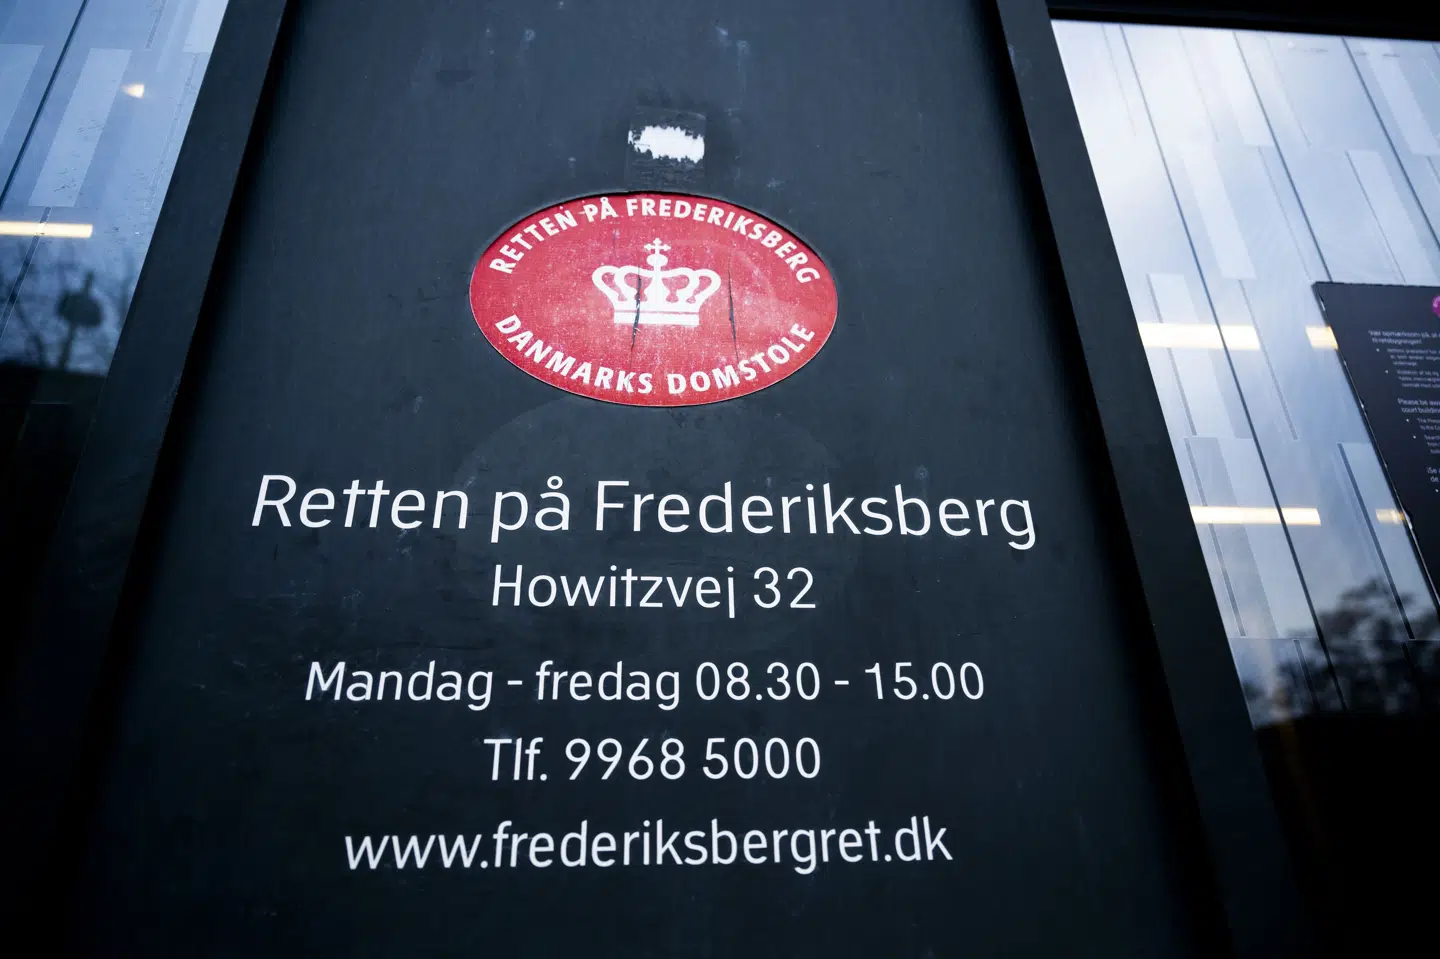 RETTEN PÅ FREDERIKSBERG
DANMARKS DOMSTOLE
Retten på Frederiksberg
Howitzvej 32
Mandag - fredag 08.30 - 15.00
Tlf. 9968 5000
www.frederiksbergret.dk